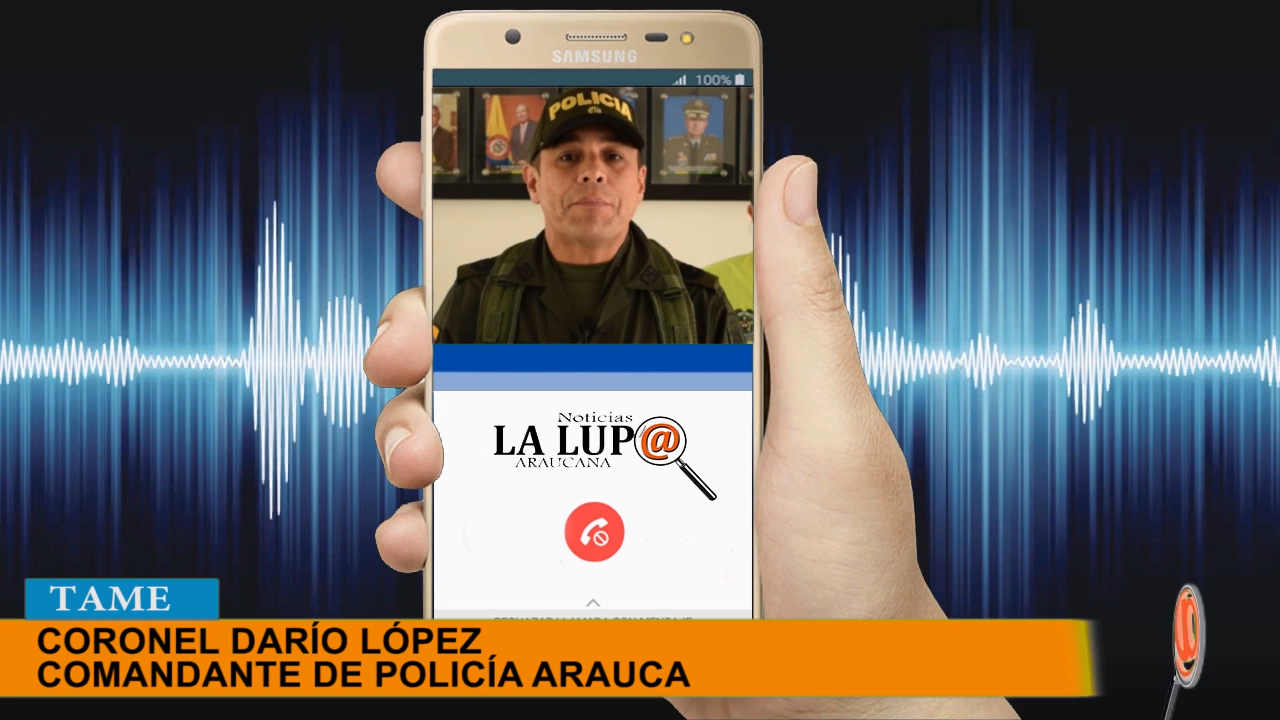 SAMSUNG
100%
POLICIA
Noticias
LA LUP@
ARAUCANA
TAME
CORONEL DARÍO LÓPEZ
COMANDANTE DE POLICÍA ARAUCA